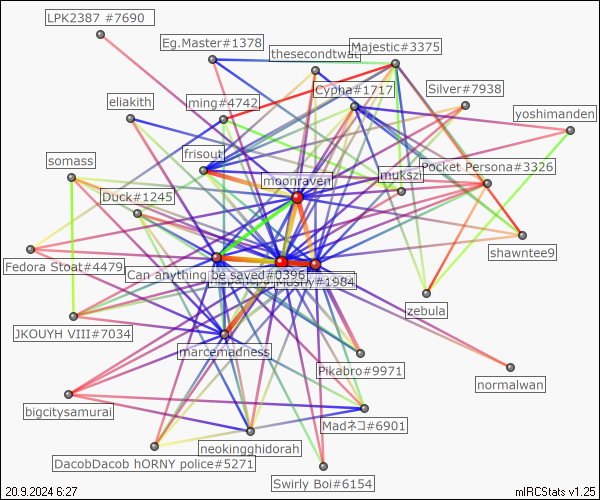 LPK2387 #7690
Eg.Master#1378
thesecondtwat
Majestic#3375
eliakith
ming#4742
Cypha#1717
Silver#7938
yoshimanden
somass
frisout
moonraven
mukszi
Pocket Persona#3326
Duck#1245
shawntee9
Fedora Stoat#4479
Can anything be saved#0396
Mushy#1984
zebula
JKOUYH VIII#7034
marcemadness
Pikabro#9971
normalwan
bigcitysamurai
Madネコ#6901
neokingghidorah
DacobDacob hORNY police#5271
Swirly Boi#6154
20.9.2024 6:27
mIRCStats v1.25